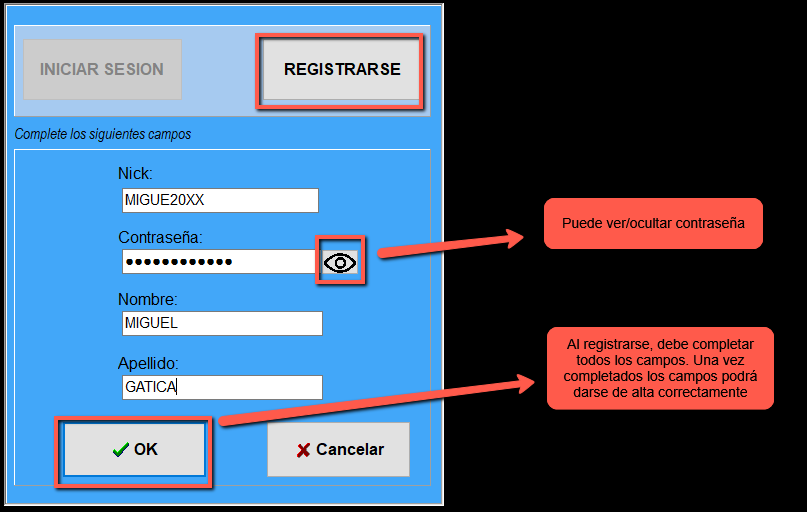 INICIAR SESION
REGISTRARSE
Complete los siguientes campos
Nick:
MIGUE20XX
Contraseña:
●●●●●●●●●●●●
Puede ver/ocultar contraseña
Nombre:
MIGUEL
Apellido:
GATICA
Al registrarse, debe completar
todos los campos. Una vez
completados los campos podrá
darse de alta correctamente
OK
Cancelar